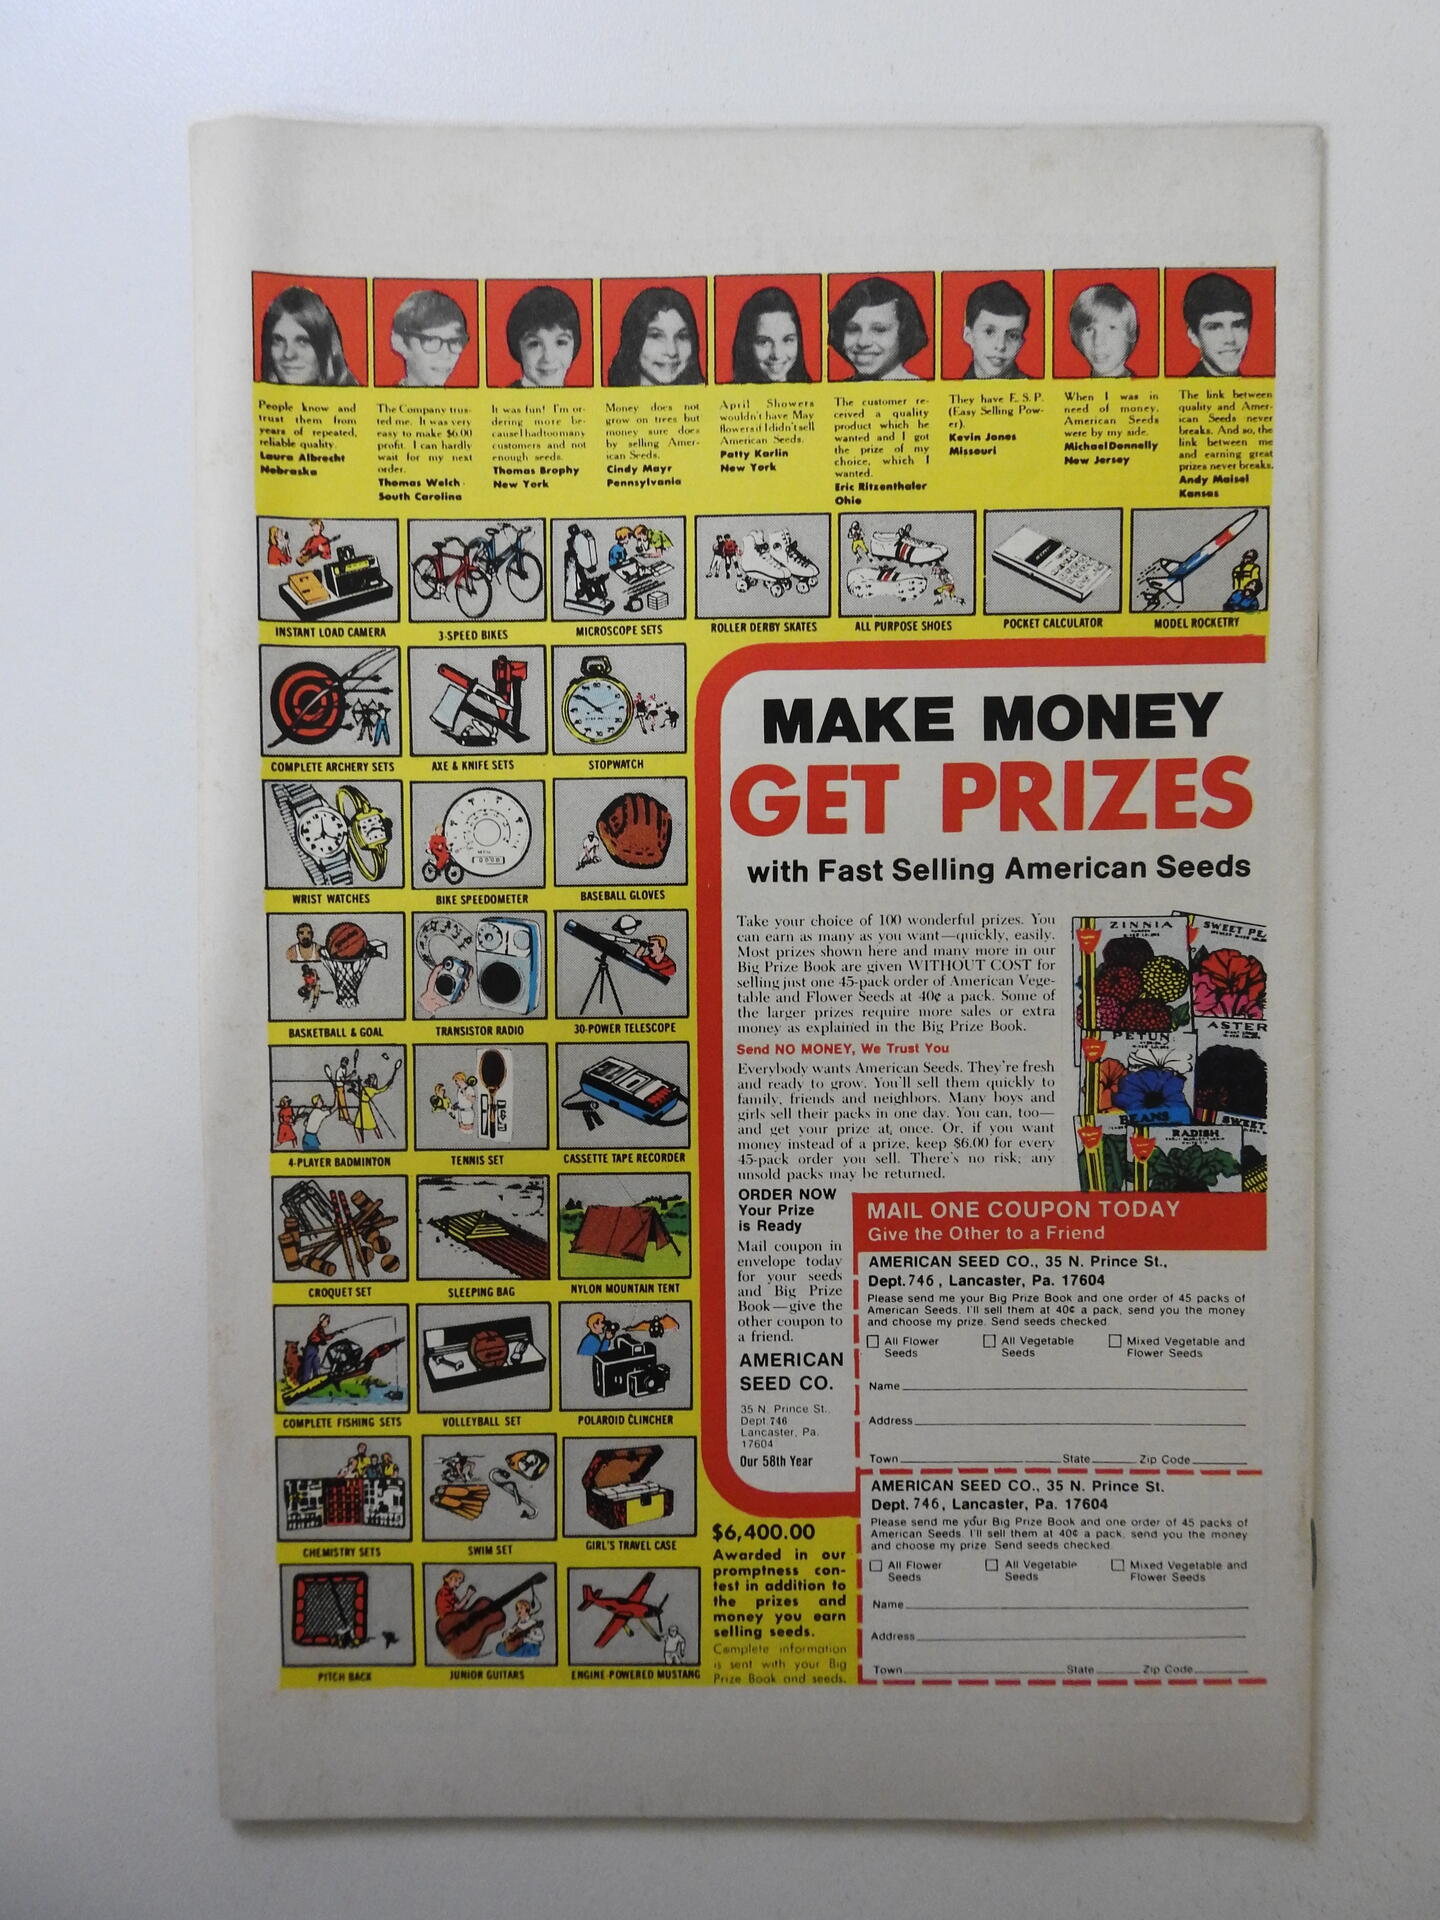 People know and
trust them from
years of repeated,
reliable quality.
Laura Albrecht
Nebraska
The Company trus-
ted me. It was very
easy to make $6.00
profit. I can hardly
wait for my next
order.
Thomas Welch
South Carolina
It was fun! I'm or-
dering more be-
cause I had too many
customers and not
enough seeds.
Thomas Brophy
New York
Money does not
grow on trees but
money sure does
by selling Amer-
ican Seeds.
Cindy Mayr
Pennsylvania
April Showers
wouldn't have May
flowers if I didn't sell
American Seeds.
Patty Karlin
New York
The customer re-
ceived a quality
product which he
wanted and I got
the prize of my
choice, which I
wanted.
Eric Ritzenthaler
Ohio
They have E. S. P.
(Easy Selling Pow-
er).
Kevin Jones
Missouri
When I was in
need of money,
American Seeds
were by my side.
Michael Donnelly
New Jersey
The link between
quality and Amer-
ican Seeds never
breaks. And so, the
link between me
and earning great
prizes never breaks.
Andy Maisel
Kansas
INSTANT LOAD CAMERA
3-SPEED BIKES
MICROSCOPE SETS
ROLLER DERBY SKATES
ALL PURPOSE SHOES
POCKET CALCULATOR
MODEL ROCKETRY
COMPLETE ARCHERY SETS
AXE & KNIFE SETS
STOPWATCH
WRIST WATCHES
BIKE SPEEDOMETER
BASEBALL GLOVES
BASKETBALL & GOAL
TRANSISTOR RADIO
30-POWER TELESCOPE
4-PLAYER BADMINTON
TENNIS SET
CASSETTE TAPE RECORDER
CROQUET SET
SLEEPING BAG
NYLON MOUNTAIN TENT
COMPLETE FISHING SETS
VOLLEYBALL SET
POLAROID CLINCHER
CHEMISTRY SETS
SWIM SET
GIRL'S TRAVEL CASE
PITCH BACK
JUNIOR GUITARS
ENGINE-POWERED MUSTANG
MAKE MONEY
GET PRIZES
with Fast Selling American Seeds
Take your choice of 100 wonderful prizes. You
can earn as many as you want—quickly, easily.
Most prizes shown here and many more in our
Big Prize Book are given WITHOUT COST for
selling just one 45-pack order of American Vege-
table and Flower Seeds at 40¢ a pack. Some of
the larger prizes require more sales or extra
money as explained in the Big Prize Book.
Send NO MONEY, We Trust You
Everybody wants American Seeds. They're fresh
and ready to grow. You'll sell them quickly to
family, friends and neighbors. Many boys and
girls sell their packs in one day. You can, too—
and get your prize at once. Or, if you want
money instead of a prize, keep $6.00 for every
45-pack order you sell. There's no risk; any
unsold packs may be returned.
ZINNIA
SWEET PE
PETUN
ASTER
BEANS
RADISH
SWEET
ORDER NOW
Your Prize
is Ready
Mail coupon in
envelope today
for your seeds
and Big Prize
Book—give the
other coupon to
a friend.
AMERICAN
SEED CO.
35 N. Prince St.,
Dept. 746
Lancaster, Pa.
17604
Our 58th Year
$6,400.00
Awarded in our
promptness con-
test in addition to
the prizes and
money you earn
selling seeds.
Complete information
is sent with your Big
Prize Book and seeds.
MAIL ONE COUPON TODAY
Give the Other to a Friend
AMERICAN SEED CO., 35 N. Prince St.,
Dept. 746, Lancaster, Pa. 17604
Please send me your Big Prize Book and one order of 45 packs of
American Seeds. I'll sell them at 40¢ a pack, send you the money
and choose my prize. Send seeds checked.
All Flower Seeds
All Vegetable Seeds
Mixed Vegetable and Flower Seeds
Name
Address
Town State Zip Code
AMERICAN SEED CO., 35 N. Prince St.
Dept. 746, Lancaster, Pa. 17604
Please send me your Big Prize Book and one order of 45 packs of
American Seeds. I'll sell them at 40¢ a pack, send you the money
and choose my prize. Send seeds checked.
All Flower Seeds
All Vegetable Seeds
Mixed Vegetable and Flower Seeds
Name
Address
Town State Zip Code